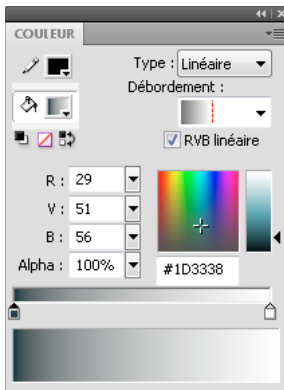 COULEUR
Type : Linéaire
Débordement :
RVB linéaire
R : 29
V : 51
B : 56
Alpha : 100% #1D3338